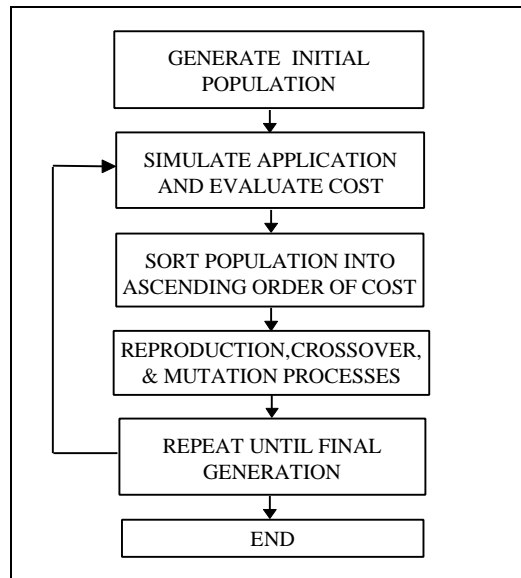 GENERATE INITIAL
POPULATION
SIMULATE APPLICATION
AND EVALUATE COST
SORT POPULATION INTO
ASCENDING ORDER OF COST
REPRODUCTION,CROSSOVER,
& MUTATION PROCESSES
REPEAT UNTIL FINAL
GENERATION
END